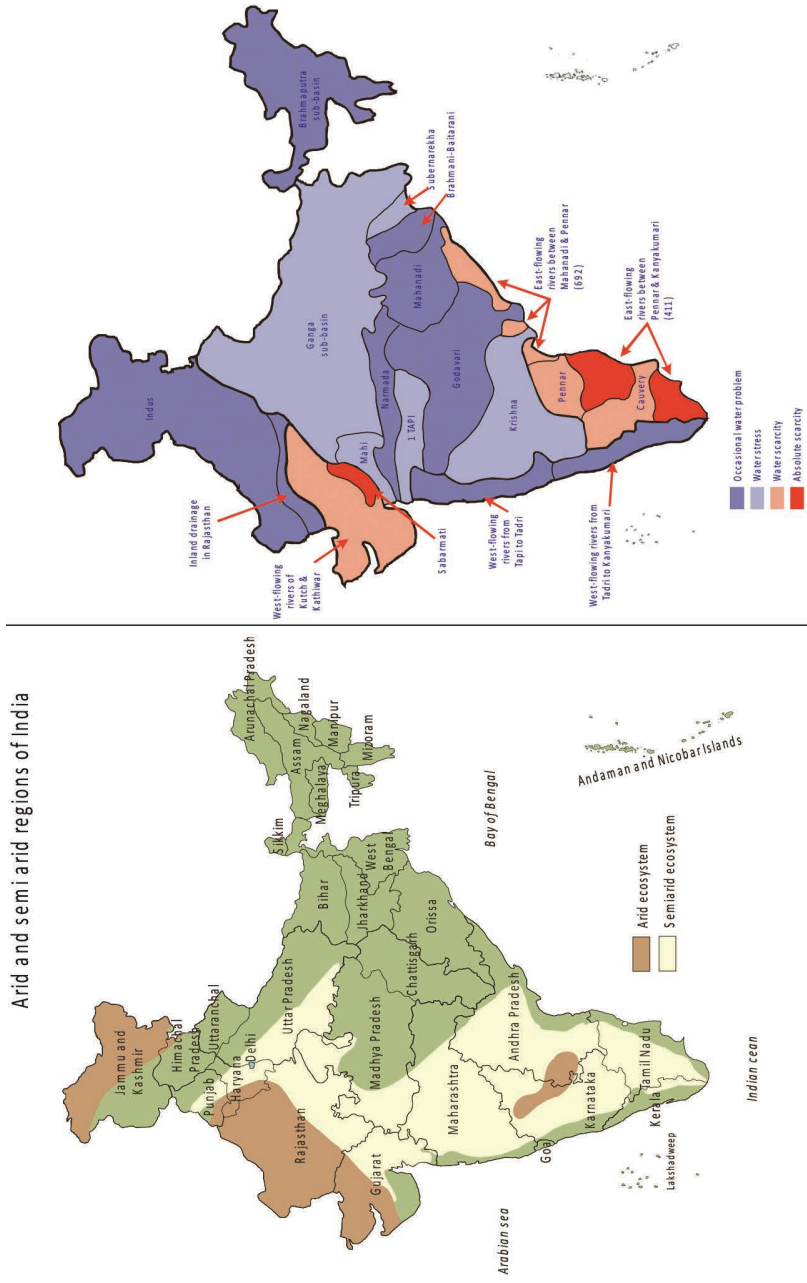 Arid and semi arid regions of India
Jammu and
Kashmir
Himachal
Pradesh
Punjab
Uttaranchal
Haryana
Delhi
Rajasthan
Uttar Pradesh
Sikkim
Arunachal Pradesh
Assam
Nagaland
Meghalaya
Manipur
Tripura
Mizoram
Bihar
Jharkhand
West
Bengal
Gujarat
Madhya Pradesh
Chattisgarh
Orissa
Maharashtra
Andhra Pradesh
Goa
Karnataka
Kerala
Tamil Nadu
Lakshadweep
Arabian sea
Bay of Bengal
Andaman and Nicobar Islands
Indian cean
Arid ecosystem
Semiarid ecosystem
Indus
Brahmaputra
sub-basin
Inland drainage
in Rajasthan
Ganga
sub-basin
West-flowing
rivers of
Kutch &
Kathiwar
Mahi
Sabarmati
Narmada
1 TAPI
Mahanadi
Subernarekha
Brahmani-Baitarani
Godavari
West-flowing
rivers from
Tapi to Tadri
Krishna
East-flowing
rivers between
Mahanadi & Pennar
(692)
Pennar
Cauvery
East-flowing
rivers between
Pennar & Kanyakumari
(411)
West-flowing rivers from
Tadri to Kanyakumari
Occasional water problem
Water stress
Water scarcity
Absolute scarcity